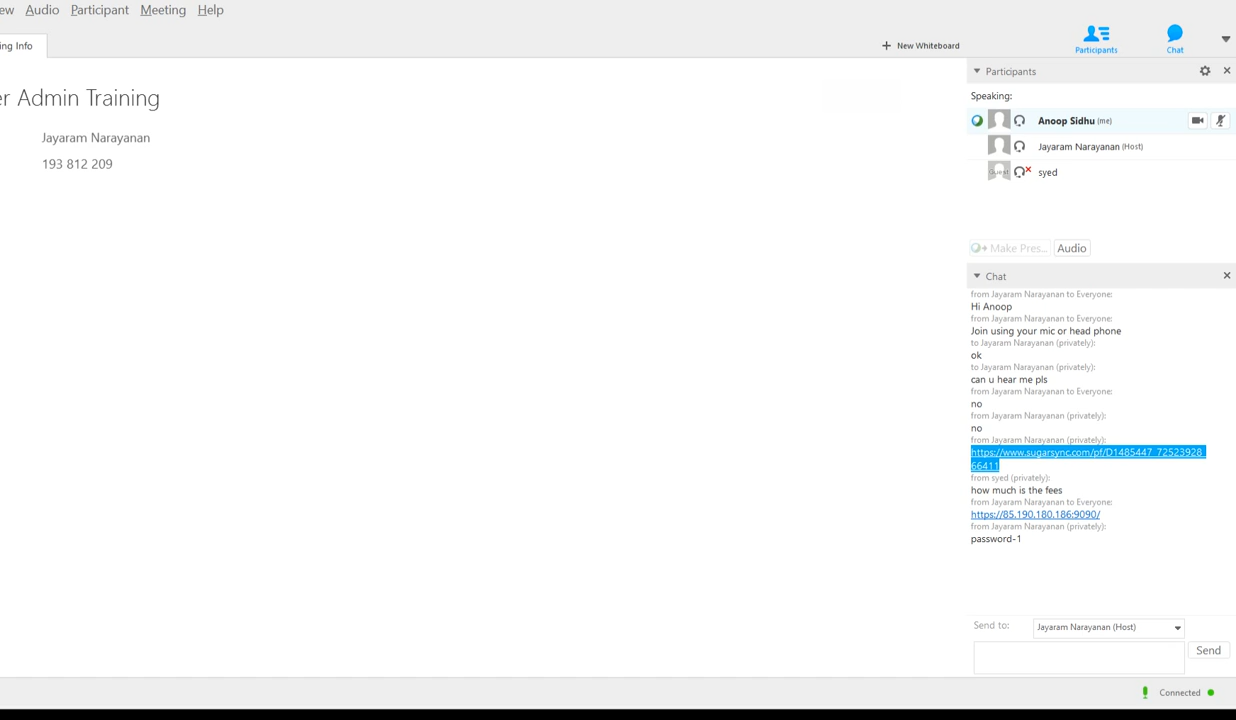 ew Audio Participant Meeting Help
ing Info
New Whiteboard
Participants
Chat
er Admin Training
Jayaram Narayanan
193 812 209
Participants
Speaking:
Anoop Sidhu (me)
Jayaram Narayanan (Host)
Guest syed
Make Pres... Audio
Chat
from Jayaram Narayanan to Everyone:
Hi Anoop
from Jayaram Narayanan to Everyone:
Join using your mic or head phone
to Jayaram Narayanan (privately):
ok
to Jayaram Narayanan (privately):
can u hear me pls
from Jayaram Narayanan to Everyone:
no
from Jayaram Narayanan (privately):
no
from Jayaram Narayanan (privately):
https://www.sugarsync.com/pf/D1485447_72523928_
66411
from syed (privately):
how much is the fees
from Jayaram Narayanan to Everyone:
https://85.190.180.186:9090/
from Jayaram Narayanan (privately):
password-1
Send to: Jayaram Narayanan (Host)
Send
Connected